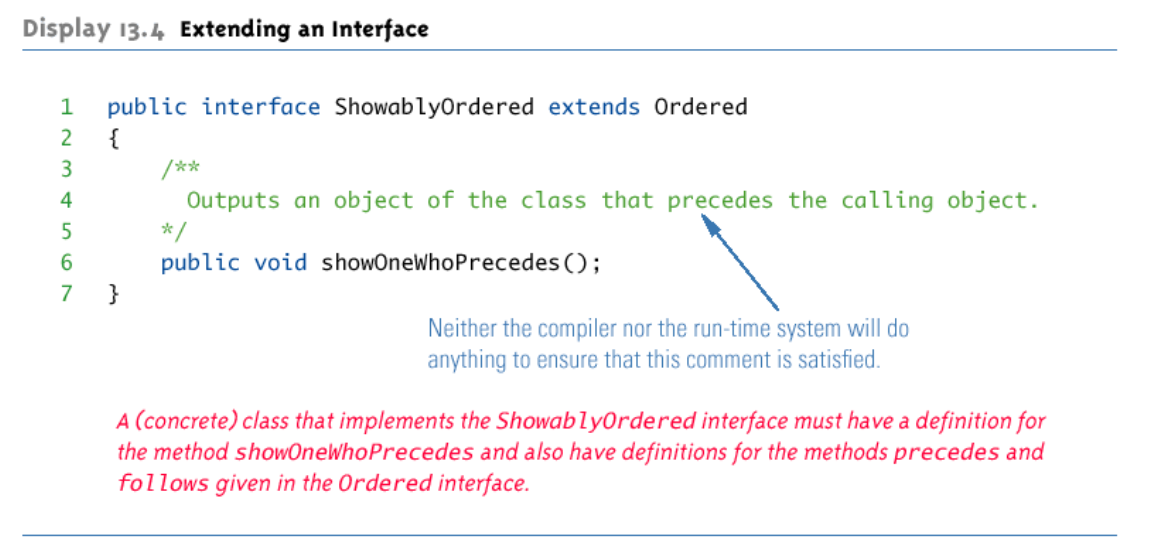 Display 13.4 Extending an Interface
1 public interface ShowablyOrdered extends Ordered
2 {
3 /**
4 Outputs an object of the class that precedes the calling object.
5 */
6 public void showOneWhoPrecedes();
7 }
Neither the compiler nor the run-time system will do
anything to ensure that this comment is satisfied.
A (concrete) class that implements the ShowablyOrdered interface must have a definition for
the method showOneWhoPrecedes and also have definitions for the methods precedes and
follows given in the Ordered interface.